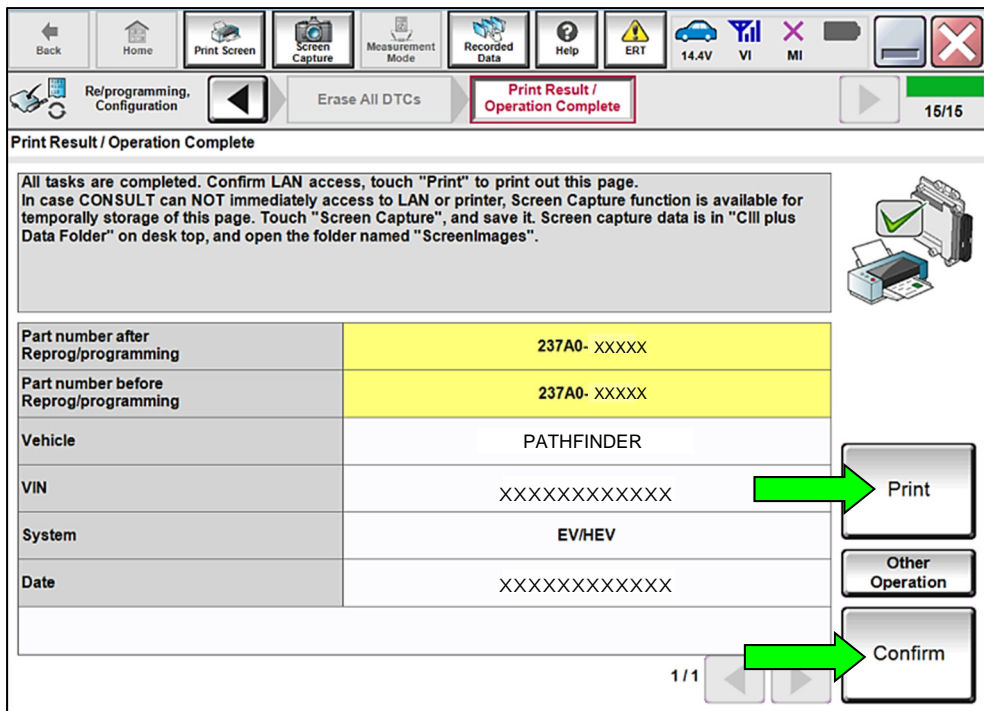 Back
Home
Print Screen
Screen
Capture
Measurement
Mode
Recorded
Data
Help
ERT
14.4V
VI
MI
Re/programming,
Configuration
Erase All DTCs
Print Result /
Operation Complete
15/15
Print Result / Operation Complete
All tasks are completed. Confirm LAN access, touch "Print" to print out this page.
In case CONSULT can NOT immediately access to LAN or printer, Screen Capture function is available for
temporally storage of this page. Touch "Screen Capture", and save it. Screen capture data is in "CIII plus
Data Folder" on desk top, and open the folder named "ScreenImages".
Part number after
Reprog/programming
237A0- XXXXX
Part number before
Reprog/programming
237A0- XXXXX
Vehicle
PATHFINDER
VIN
XXXXXXXXXXXX
Print
System
EV/HEV
Date
XXXXXXXXXXXX
Other
Operation
Confirm
1/1